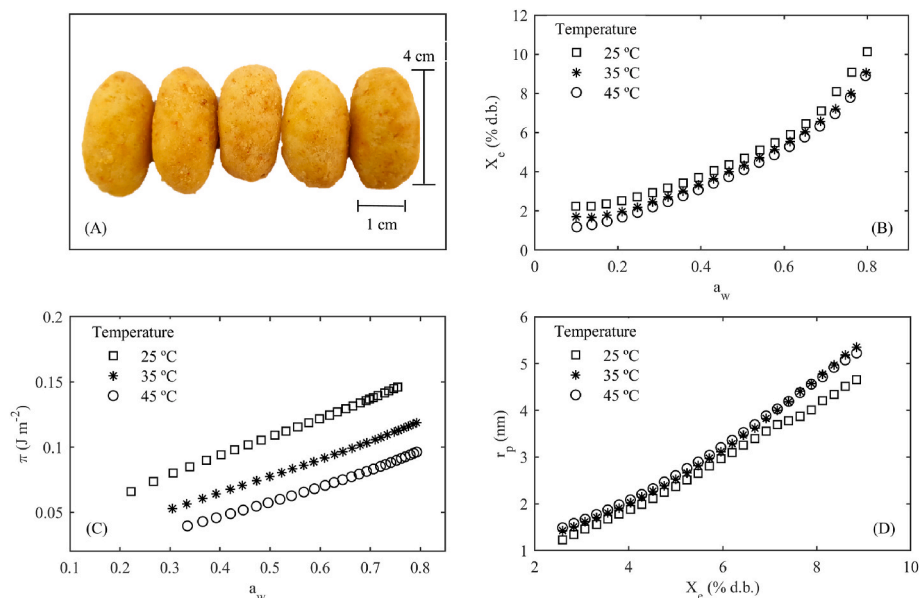 4 cm
1 cm
(A)
Temperature
25 ºC
35 ºC
45 ºC
12
10
8
6
4
2
0
Xe (% d.b.)
0
0.2
0.4
0.6
0.8
1
aw
(B)
0.2
0.15
0.1
0.05
π (J m-2)
Temperature
25 ºC
35 ºC
45 ºC
0.1
0.2
0.3
0.4
0.5
0.6
0.7
0.8
aw
(C)
6
5
4
3
2
1
rp (nm)
Temperature
25 ºC
35 ºC
45 ºC
2
4
6
8
10
Xe (% d.b.)
(D)